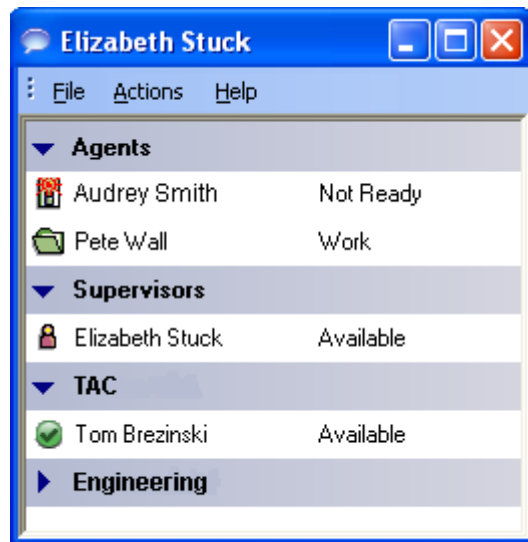 Elizabeth Stuck
File Actions Help
Agents
Audrey Smith Not Ready
Pete Wall Work
Supervisors
Elizabeth Stuck Available
TAC
Tom Brezinski Available
Engineering